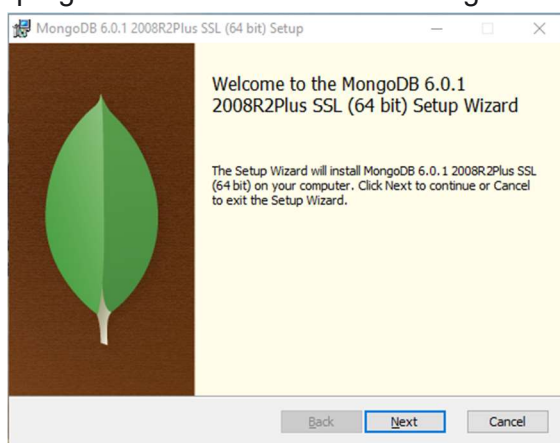 MongoDB 6.0.1 2008R2Plus SSL (64 bit) Setup
Welcome to the MongoDB 6.0.1
2008R2Plus SSL (64 bit) Setup Wizard
The Setup Wizard will install MongoDB 6.0.1 2008R2Plus SSL
(64 bit) on your computer. Click Next to continue or Cancel
to exit the Setup Wizard.
Back
Next
Cancel